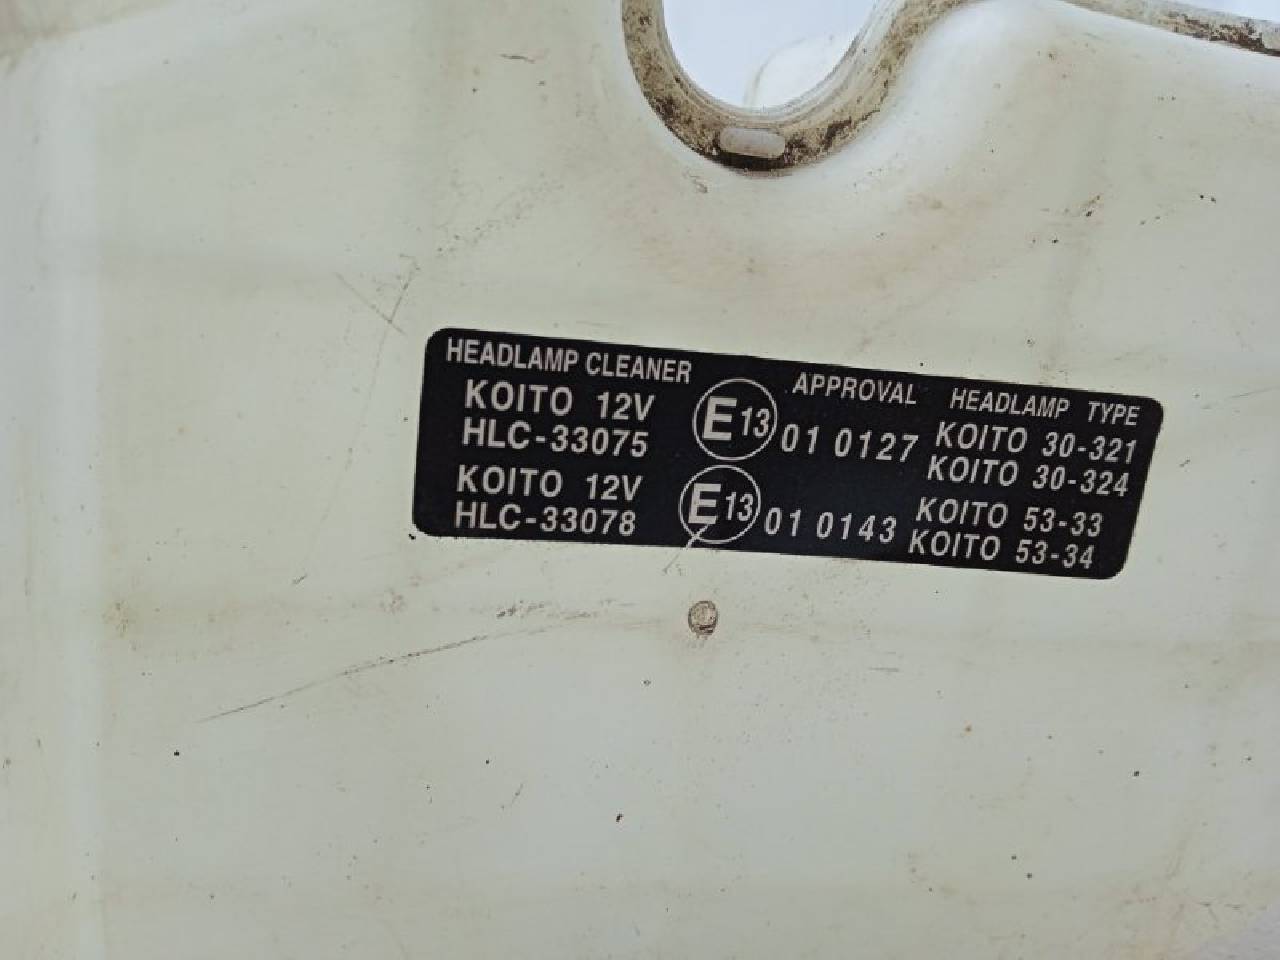 HEADLAMP CLEANER APPROVAL HEADLAMP TYPE
KOITO 12V E13 01 0127 KOITO 30-321
HLC-33075 KOITO 30-324
KOITO 12V E13 01 0143 KOITO 53-33
HLC-33078 KOITO 53-34